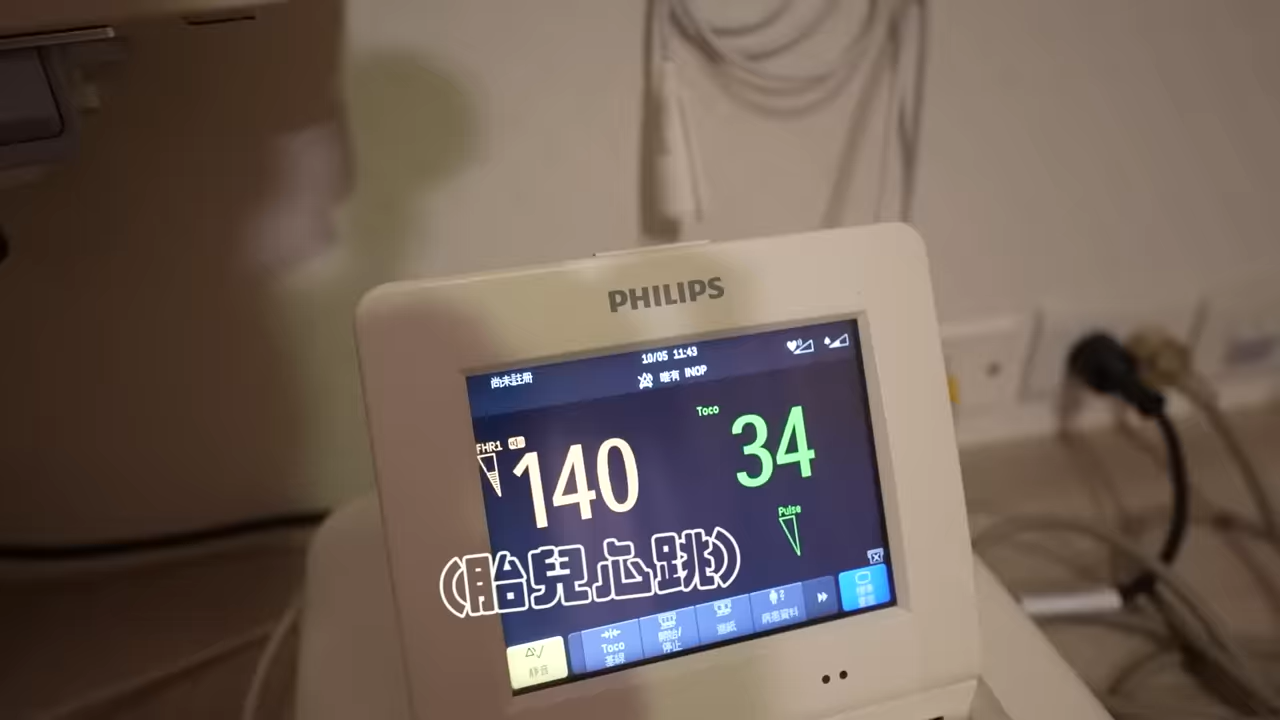 PHILIPS
10/05 11:43
尚未註冊
唯有 INOP
Toco
FHR1
140
34
Pulse
(胎兒心跳)
靜音
Toco
基線
開始/
停止
進紙
病患資料